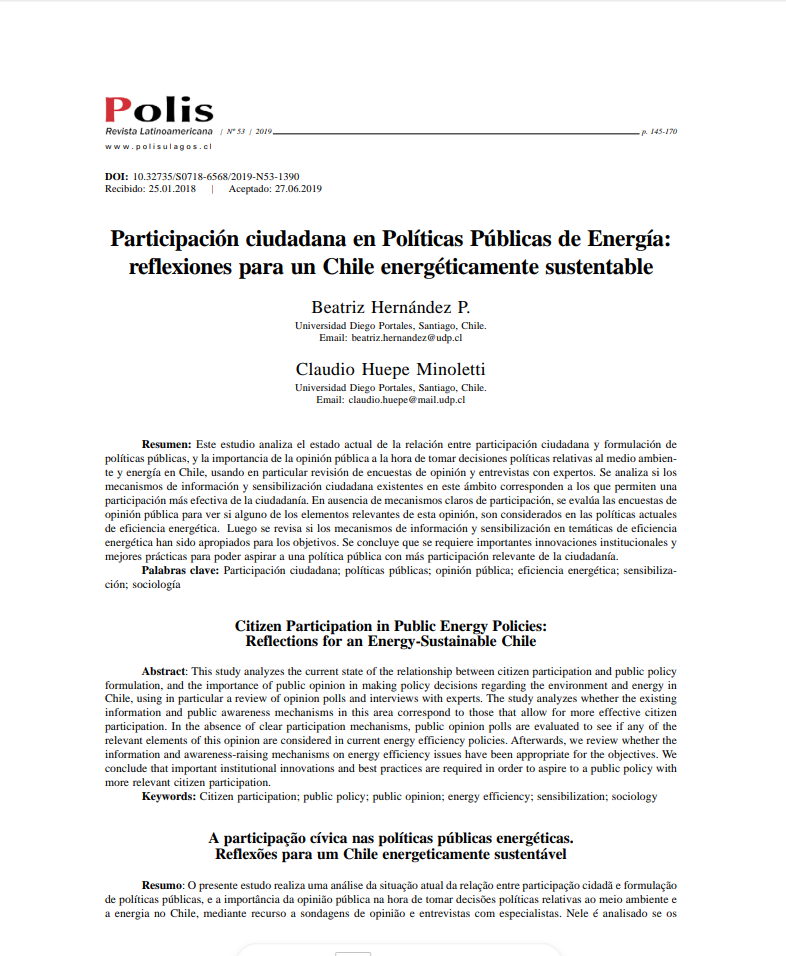 Polis
Revista Latinoamericana | Nº 53 | 2019 p. 145-170
www.polisulagos.cl
DOI: 10.32735/S0718-6568/2019-N53-1390
Recibido: 25.01.2018 | Aceptado: 27.06.2019
Participación ciudadana en Políticas Públicas de Energía:
reflexiones para un Chile energéticamente sustentable
Beatriz Hernández P.
Universidad Diego Portales, Santiago, Chile.
Email: beatriz.hernandez@udp.cl
Claudio Huepe Minoletti
Universidad Diego Portales, Santiago, Chile.
Email: claudio.huepe@mail.udp.cl
Resumen: Este estudio analiza el estado actual de la relación entre participación ciudadana y formulación de
políticas públicas, y la importancia de la opinión pública a la hora de tomar decisiones políticas relativas al medio ambien-
te y energía en Chile, usando en particular revisión de encuestas de opinión y entrevistas con expertos. Se analiza si los
mecanismos de información y sensibilización ciudadana existentes en este ámbito corresponden a los que permiten una
participación más efectiva de la ciudadanía. En ausencia de mecanismos claros de participación, se evalúa las encuestas de
opinión pública para ver si alguno de los elementos relevantes de esta opinión, son considerados en las políticas actuales
de eficiencia energética. Luego se revisa si los mecanismos de información y sensibilización en temáticas de eficiencia
energética han sido apropiados para los objetivos. Se concluye que se requiere importantes innovaciones institucionales y
mejores prácticas para poder aspirar a una política pública con más participación relevante de la ciudadanía.
Palabras clave: Participación ciudadana; políticas públicas; opinión pública; eficiencia energética; sensibiliza-
ción; sociología
Citizen Participation in Public Energy Policies:
Reflections for an Energy-Sustainable Chile
Abstract: This study analyzes the current state of the relationship between citizen participation and public policy
formulation, and the importance of public opinion in making policy decisions regarding the environment and energy in
Chile, using in particular a review of opinion polls and interviews with experts. The study analyzes whether the existing
information and public awareness mechanisms in this area correspond to those that allow for more effective citizen
participation. In the absence of clear participation mechanisms, public opinion polls are evaluated to see if any of the
relevant elements of this opinion are considered in current energy efficiency policies. Afterwards, we review whether the
information and awareness-raising mechanisms on energy efficiency issues have been appropriate for the objectives. We
conclude that important institutional innovations and best practices are required in order to aspire to a public policy with
more relevant citizen participation.
Keywords: Citizen participation; public policy; public opinion; energy efficiency; sensibilization; sociology
A participação cívica nas políticas públicas energéticas.
Reflexões para um Chile energeticamente sustentável
Resumo: O presente estudo realiza uma análise da situação atual da relação entre participação cidadã e formulação
de políticas públicas, e a importância da opinião pública na hora de tomar decisões políticas relativas ao meio ambiente e
a energia no Chile, mediante recurso a sondagens de opinião e entrevistas com especialistas. Nele é analisado se os